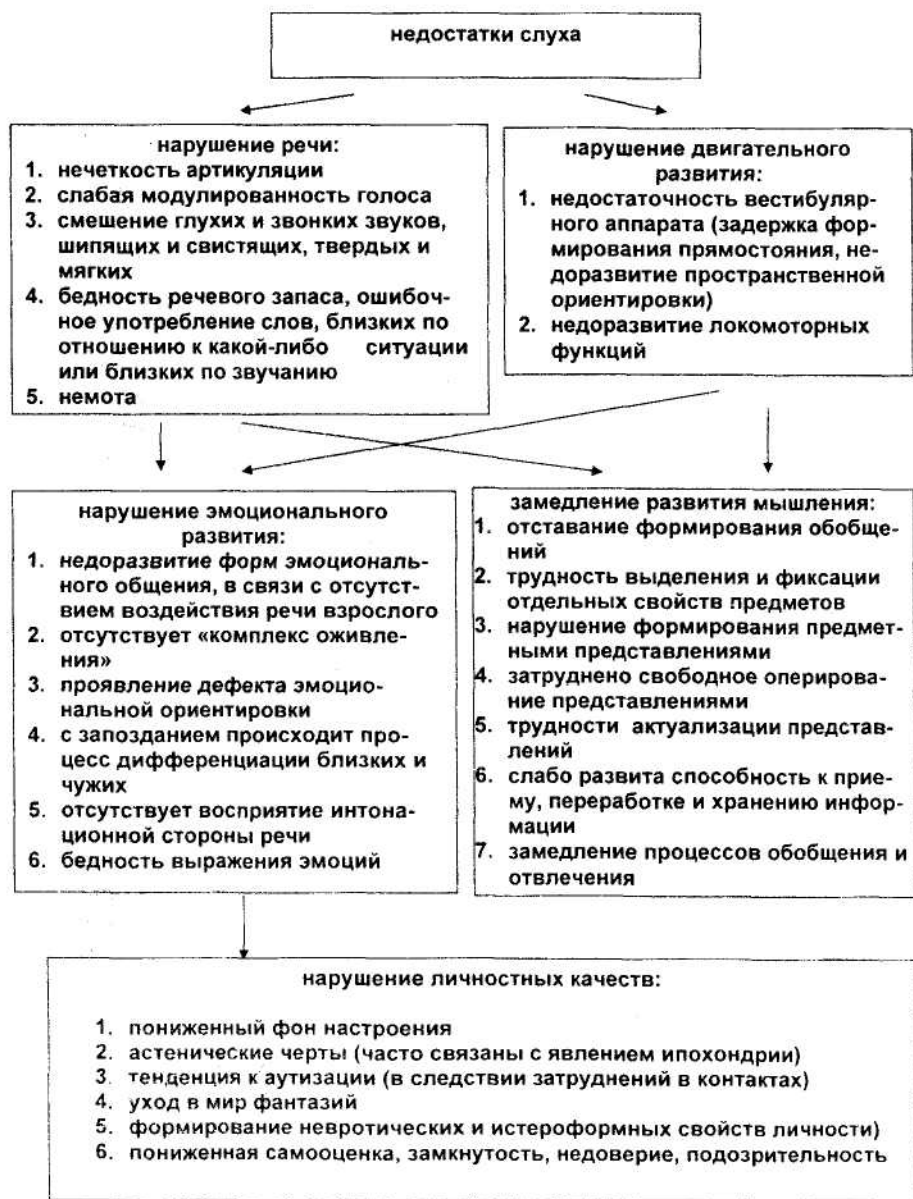 недостатки слуха
нарушение речи:
1. нечеткость артикуляции
2. слабая модулированность голоса
3. смешение глухих и звонких звуков,
шипящих и свистящих, твердых и
мягких
4. бедность речевого запаса, ошибоч-
ное употребление слов, близких по
отношению к какой-либо ситуации
или близких по звучанию
5. немота
нарушение двигательного
развития:
1. недостаточность вестибуляр-
ного аппарата (задержка фор-
мирования прямостояния, не-
доразвитие пространственной
ориентировки)
2. недоразвитие локомоторных
функций
нарушение эмоционального
развития:
1. недоразвитие форм эмоциональ-
ного общения, в связи с отсутст-
вием воздействия речи взрослого
2. отсутствует «комплекс оживле-
ния»
3. проявление дефекта эмоцио-
нальной ориентировки
4. с запозданием происходит про-
цесс дифференциации близких и
чужих
5. отсутствует восприятие интона-
ционной стороны речи
6. бедность выражения эмоций
замедление развития мышления:
1. отставание формирования обобще-
ний
2. трудность выделения и фиксации
отдельных свойств предметов
3. нарушение формирования предмет-
ными представлениями
4. затруднено свободное оперирова-
ние представлениями
5. трудности актуализации представ-
лений
6. слабо развита способность к прие-
му, переработке и хранению инфор-
мации
7. замедление процессов обобщения и
отвлечения
нарушение личностных качеств:
1. пониженный фон настроения
2. астенические черты (часто связаны с явлением ипохондрии)
3. тенденция к аутизации (в следствии затруднений в контактах)
4. уход в мир фантазий
5. формирование невротических и истероформных свойств личности)
6. пониженная самооценка, замкнутость, недоверие, подозрительность